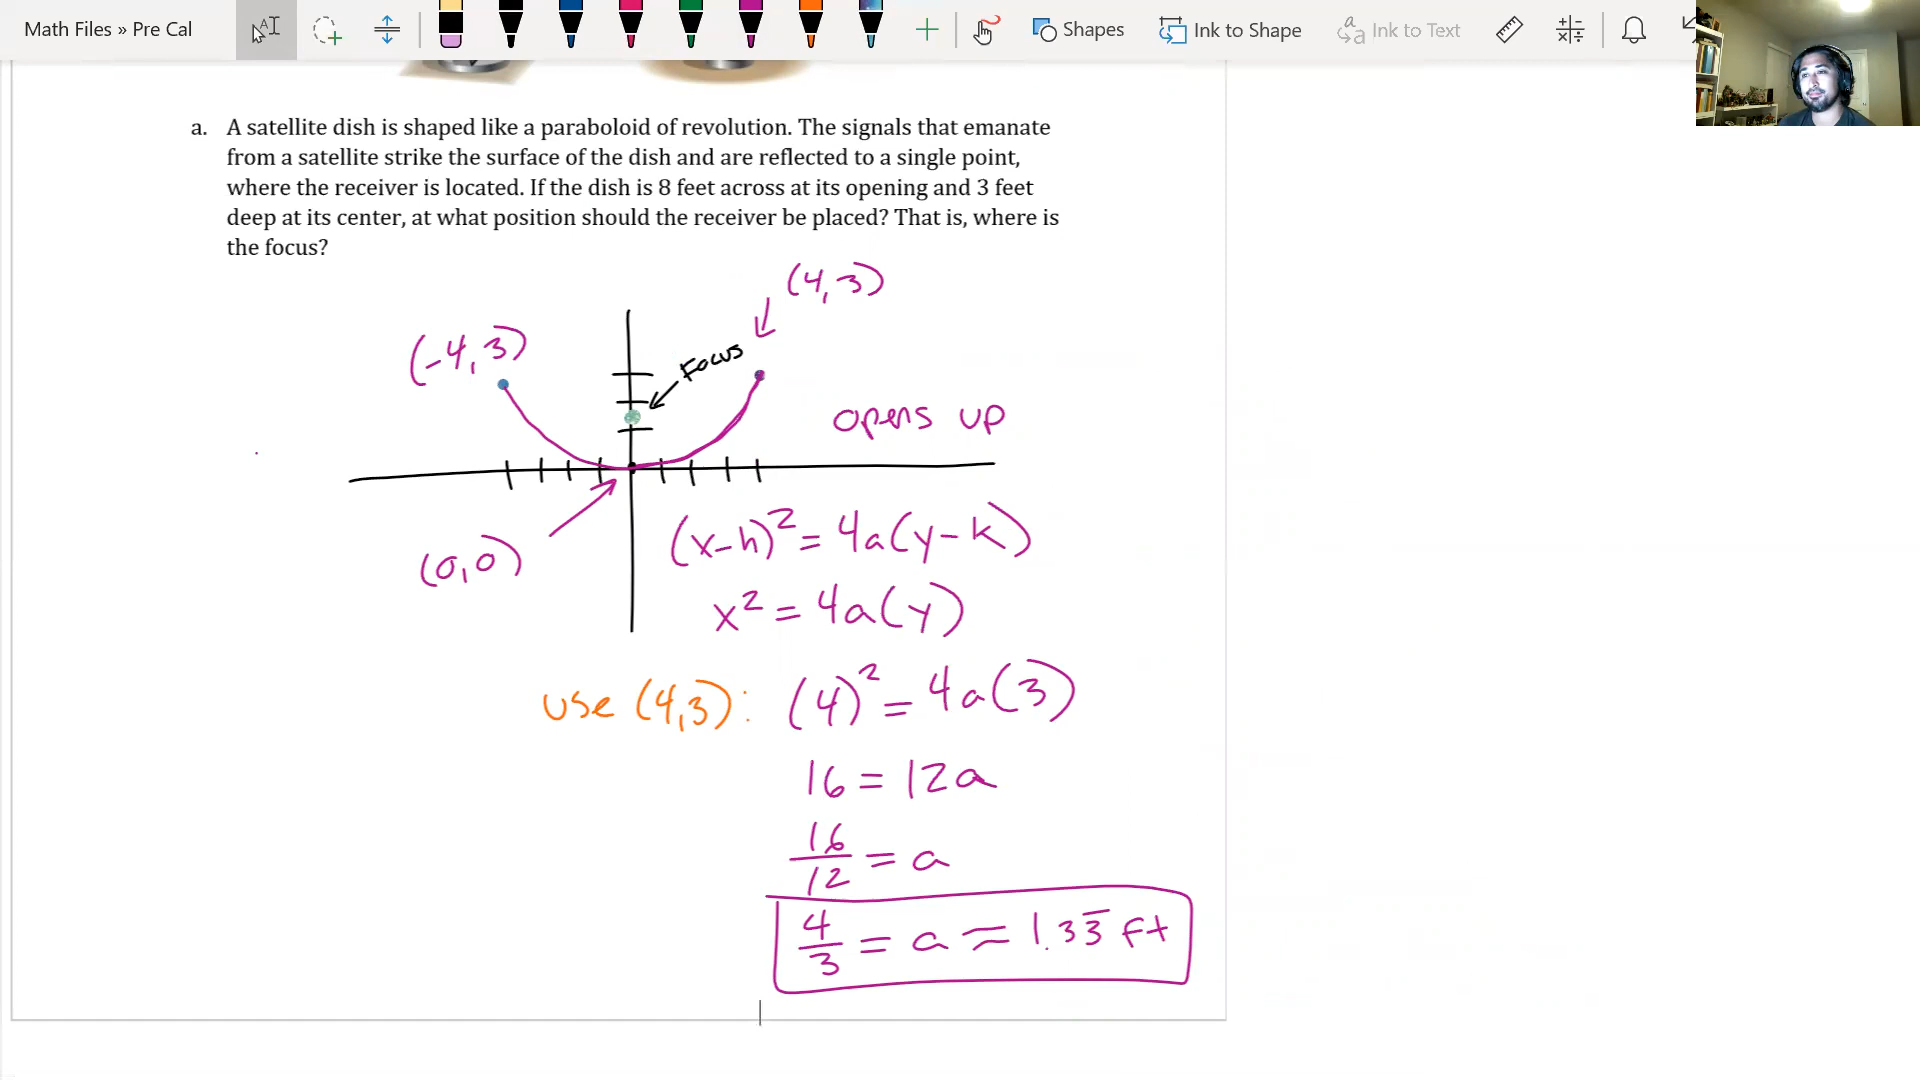 Math Files » Pre Cal
Shapes
Ink to Shape
Ink to Text
a. A satellite dish is shaped like a paraboloid of revolution. The signals that emanate
from a satellite strike the surface of the dish and are reflected to a single point,
where the receiver is located. If the dish is 8 feet across at its opening and 3 feet
deep at its center, at what position should the receiver be placed? That is, where is
the focus?
(4,3)
(-4,3)
Focus
opens up
(0,0)
(x-h)² = 4a(y-k)
x² = 4a(y)
use (4,3): (4)² = 4a(3)
16 = 12a
16/12 = a
4/3 = a ≈ 1.33̅ ft